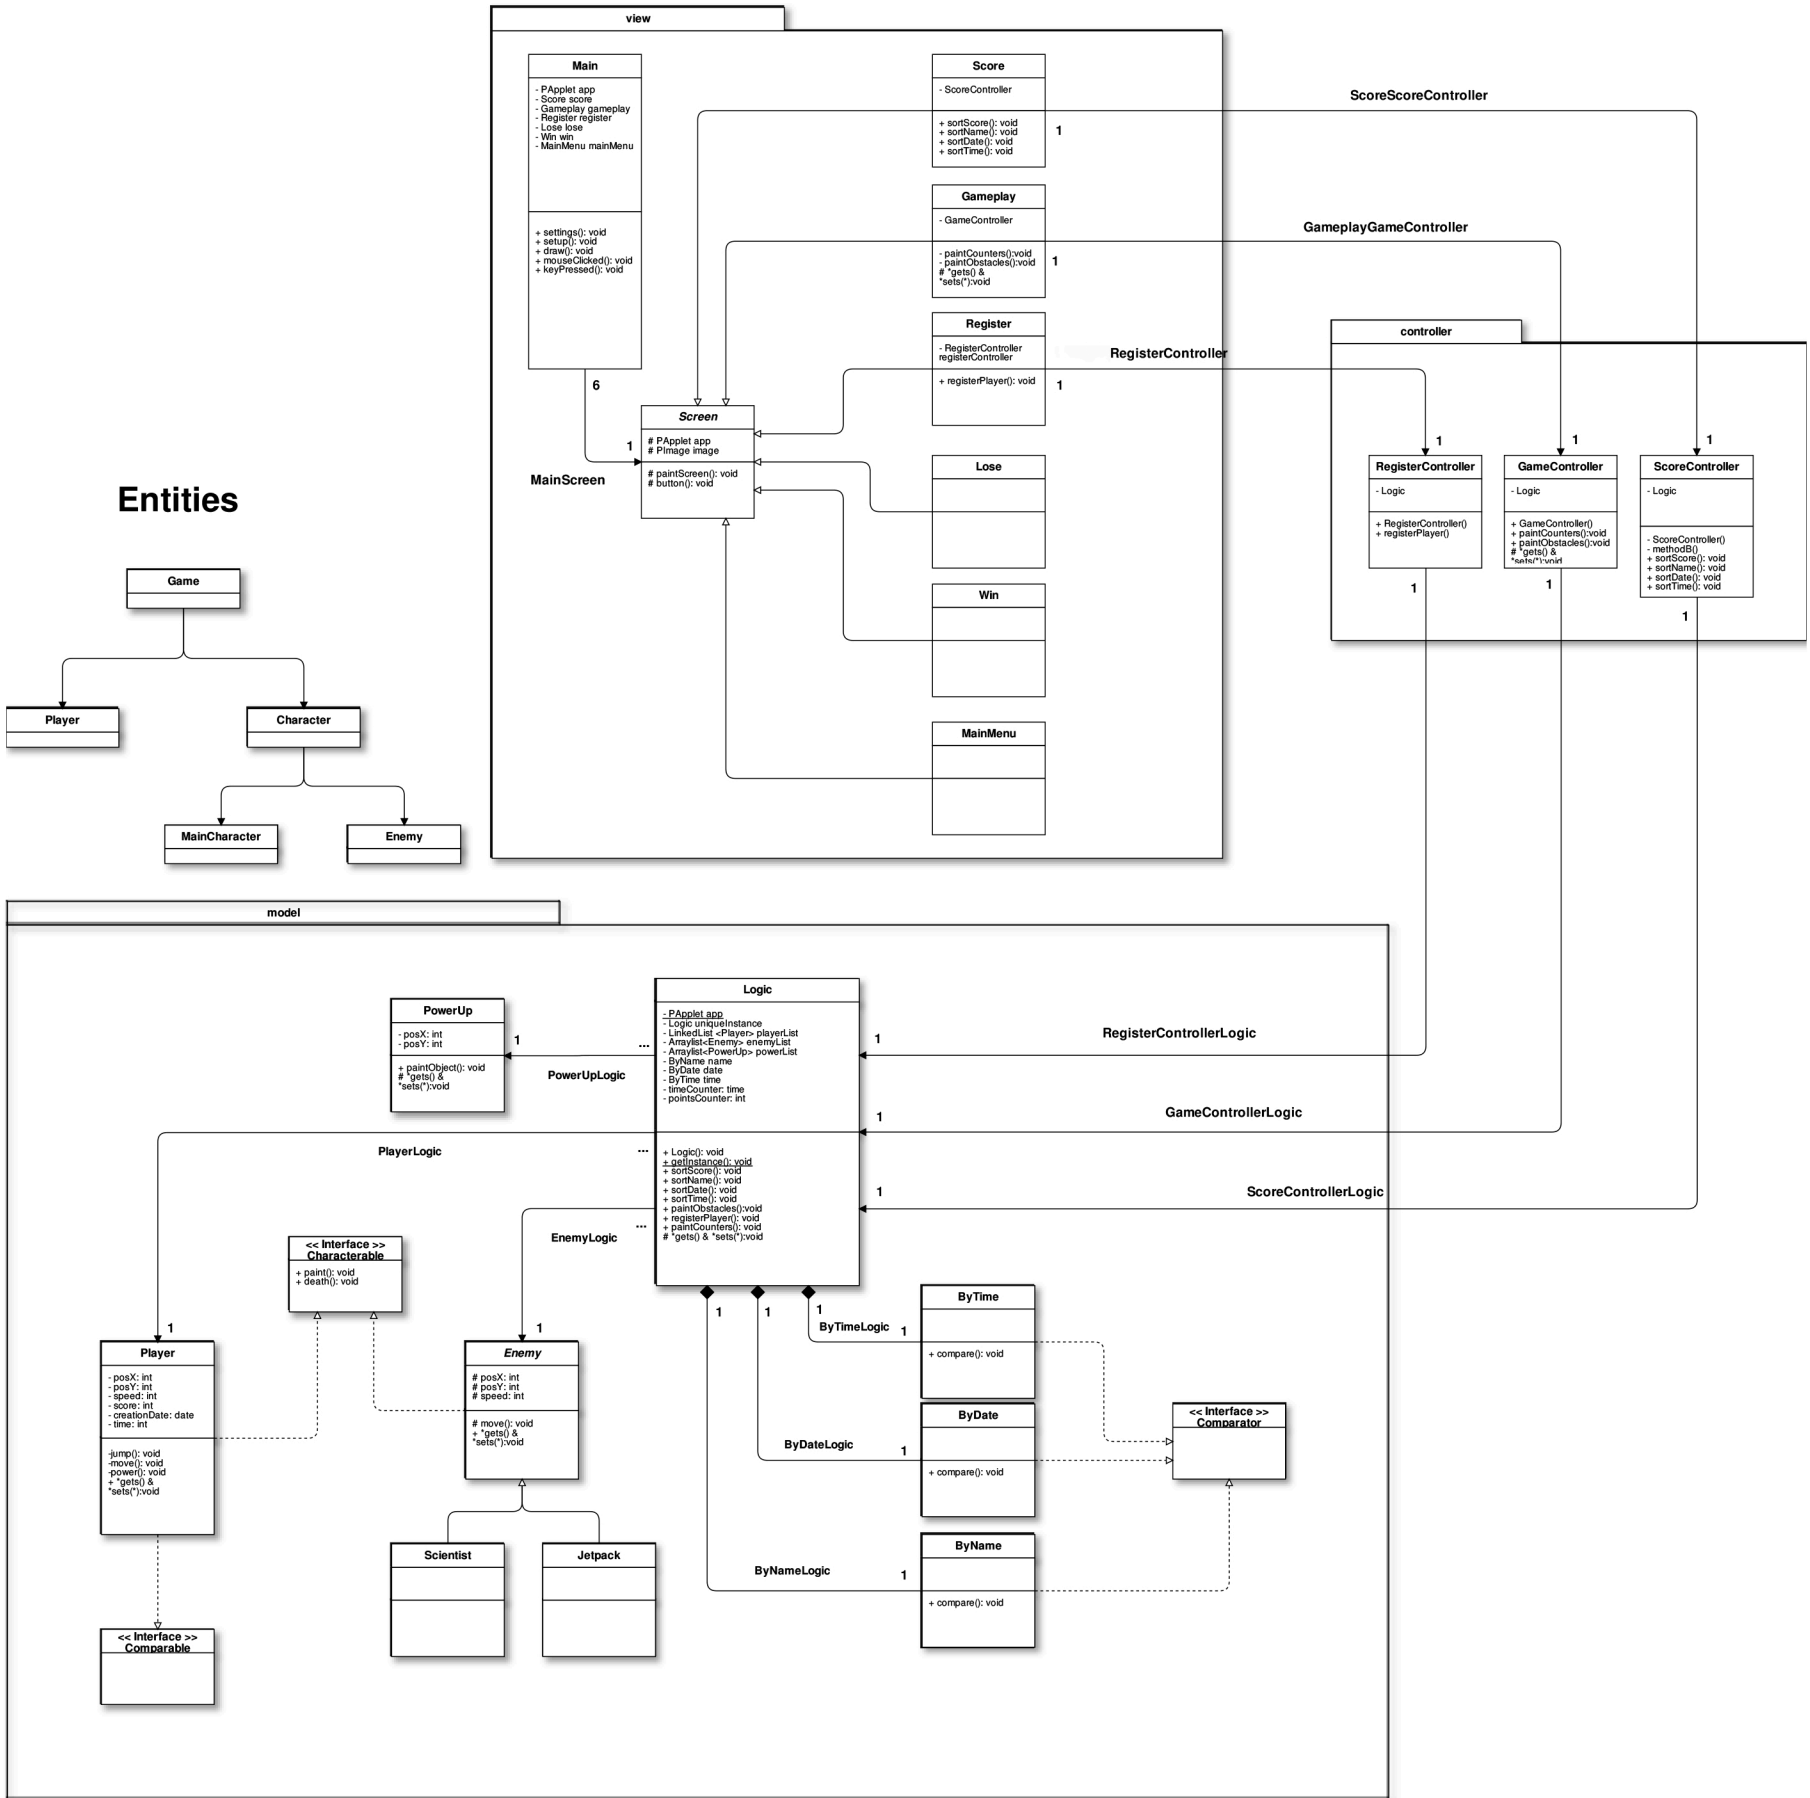 view
Main
- PApplet app
- Score score
- Gameplay gameplay
- Register register
- Lose lose
- Win win
- MainMenu mainMenu
+ settings(): void
+ setup(): void
+ draw(): void
+ mouseClicked(): void
+ keyPressed(): void
6
1
MainScreen
Screen
# PApplet app
# PImage image
# paintScreen(): void
# button(): void
Score
- ScoreController
+ sortScore(): void
+ sortName(): void
+ sortDate(): void
+ sortTime(): void
1
ScoreScoreController
Gameplay
- GameController
- paintCounters():void
- paintObstacles():void
# *gets() &
*sets(*):void
1
GameplayGameController
Register
- RegisterController
registerController
+ registerPlayer(): void
1
RegisterController
Lose
Win
MainMenu
controller
1
1
1
RegisterController
- Logic
+ RegisterController()
+ registerPlayer()
1
GameController
- Logic
+ GameController()
+ paintCounters():void
+ paintObstacles():void
# *gets() &
*sets(*):void
1
ScoreController
- Logic
- ScoreController()
- methodB()
+ sortScore(): void
+ sortName(): void
+ sortDate(): void
+ sortTime(): void
1
Entities
Game
Player
Character
MainCharacter
Enemy
model
PowerUp
- posX: int
- posY: int
+ paintObject(): void
# *gets() &
*sets(*):void
1
...
PowerUpLogic
Logic
- PApplet app
- Logic uniqueInstance
- LinkedList <Player> playerList
- Arraylist<Enemy> enemyList
- Arraylist<PowerUp> powerList
- ByName name
- ByDate date
- ByTime time
- timeCounter: time
- pointsCounter: int
+ Logic(): void
+ getInstance(): void
+ sortScore(): void
+ sortName(): void
+ sortDate(): void
+ sortTime(): void
+ paintObstacles():void
+ registerPlayer(): void
+ paintCounters(): void
# *gets() & *sets(*):void
1
RegisterControllerLogic
1
GameControllerLogic
1
ScoreControllerLogic
PlayerLogic
...
EnemyLogic
...
<< Interface >>
Characterable
+ paint(): void
+ death(): void
1
Player
- posX: int
- posY: int
- speed: int
- score: int
- creationDate: date
- time: int
-jump(): void
-move(): void
-power(): void
+ *gets() &
*sets(*):void
1
Enemy
# posX: int
# posY: int
# speed: int
# move(): void
+ *gets() &
*sets(*):void
Scientist
Jetpack
<< Interface >>
Comparable
1
1
1
ByTimeLogic
1
ByTime
+ compare(): void
ByDateLogic
1
ByDate
+ compare(): void
ByNameLogic
1
ByName
+ compare(): void
<< Interface >>
Comparator